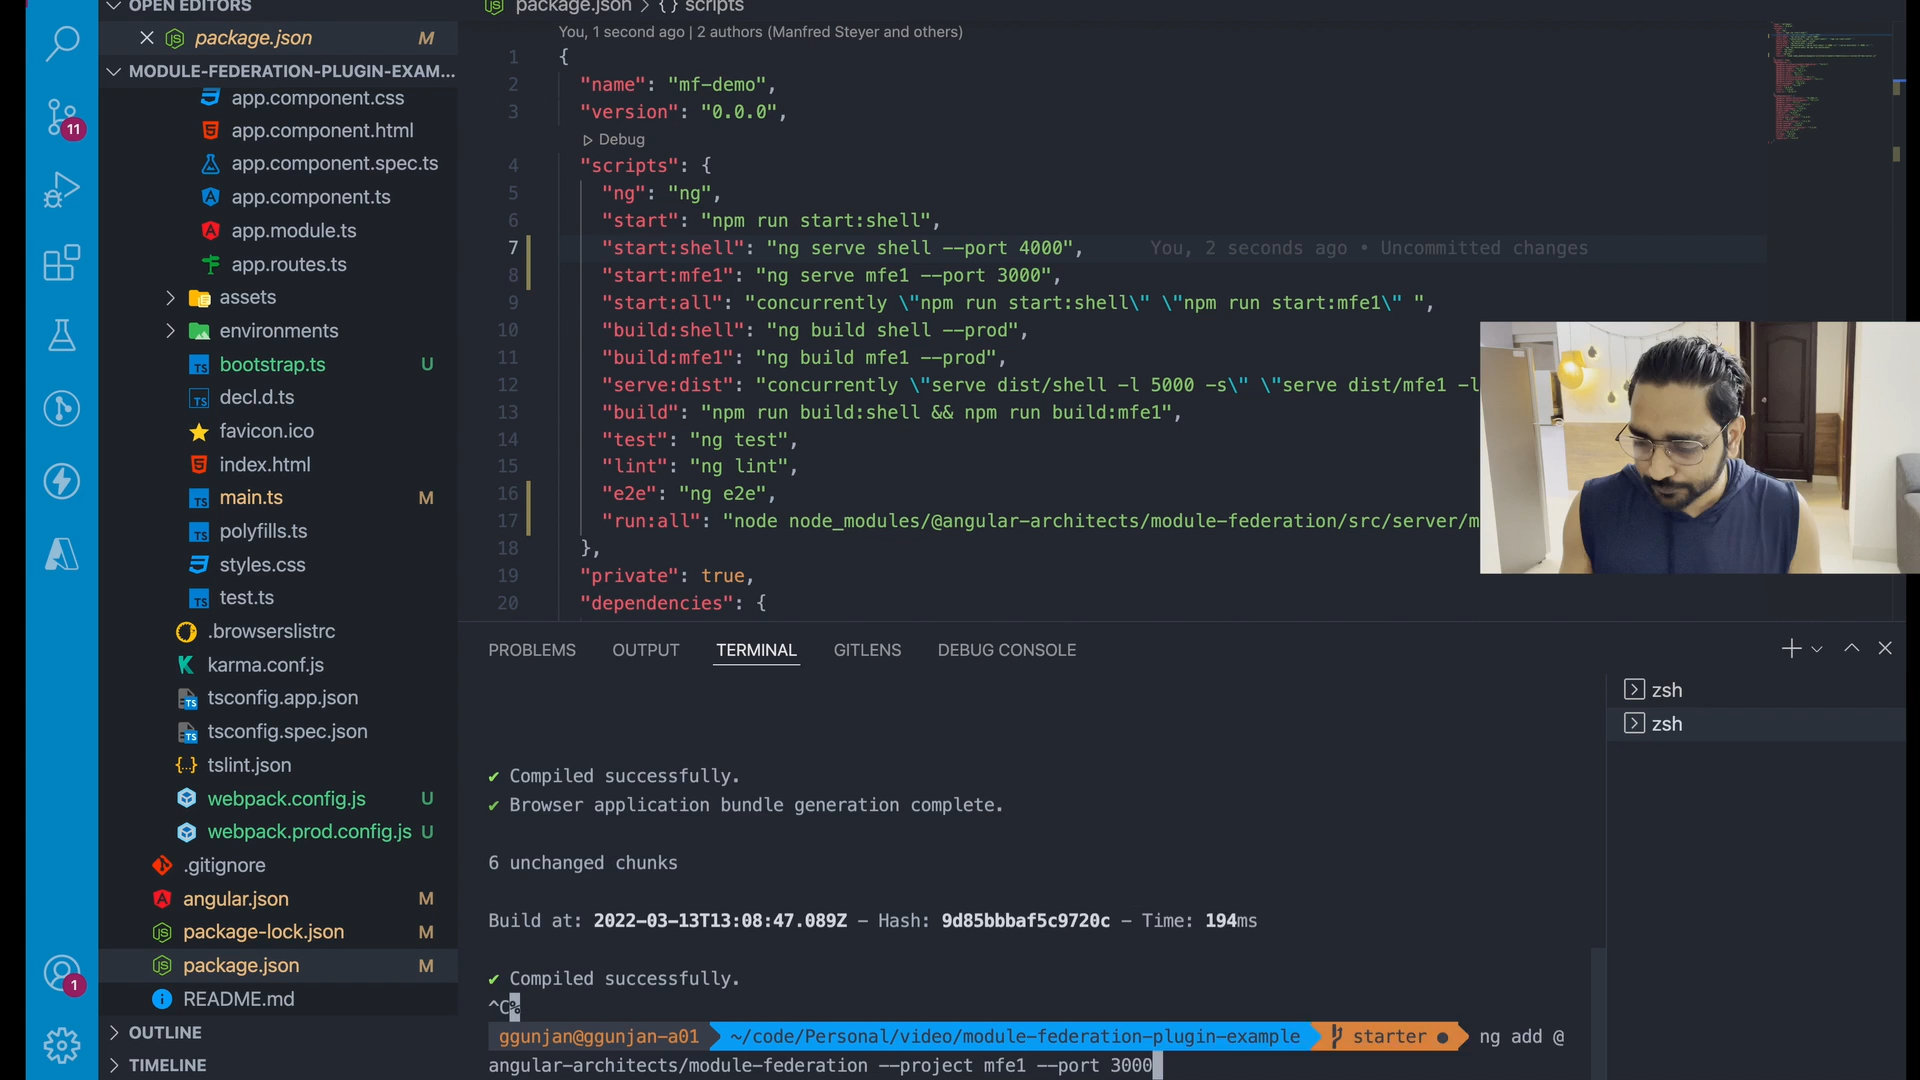 OPEN EDITORS
package.json M
MODULE-FEDERATION-PLUGIN-EXAM...
app.component.css
app.component.html
app.component.spec.ts
app.component.ts
app.module.ts
app.routes.ts
assets
environments
bootstrap.ts U
decl.d.ts
favicon.ico
index.html
main.ts M
polyfills.ts
styles.css
test.ts
.browserslistrc
karma.conf.js
tsconfig.app.json
tsconfig.spec.json
tslint.json
webpack.config.js U
webpack.prod.config.js U
.gitignore
angular.json M
package-lock.json M
package.json M
README.md
OUTLINE
TIMELINE
11
1
package.json > {} scripts
You, 1 second ago | 2 authors (Manfred Steyer and others)
1 {
2 "name": "mf-demo",
3 "version": "0.0.0",
Debug
4 "scripts": {
5 "ng": "ng",
6 "start": "npm run start:shell",
7 "start:shell": "ng serve shell --port 4000", You, 2 seconds ago • Uncommitted changes
8 "start:mfe1": "ng serve mfe1 --port 3000",
9 "start:all": "concurrently \"npm run start:shell\" \"npm run start:mfe1\" ",
10 "build:shell": "ng build shell --prod",
11 "build:mfe1": "ng build mfe1 --prod",
12 "serve:dist": "concurrently \"serve dist/shell -l 5000 -s\" \"serve dist/mfe1 -l
13 "build": "npm run build:shell && npm run build:mfe1",
14 "test": "ng test",
15 "lint": "ng lint",
16 "e2e": "ng e2e",
17 "run:all": "node node_modules/@angular-architects/module-federation/src/server/m
18 },
19 "private": true,
20 "dependencies": {
PROBLEMS OUTPUT TERMINAL GITLENS DEBUG CONSOLE
zsh
zsh
✔ Compiled successfully.
✔ Browser application bundle generation complete.
6 unchanged chunks
Build at: 2022-03-13T13:08:47.089Z - Hash: 9d85bbbaf5c9720c - Time: 194ms
✔ Compiled successfully.
^C%
ggunjan@ggunjan-a01 ~/code/Personal/video/module-federation-plugin-example starter ● ng add @
angular-architects/module-federation --project mfe1 --port 3000